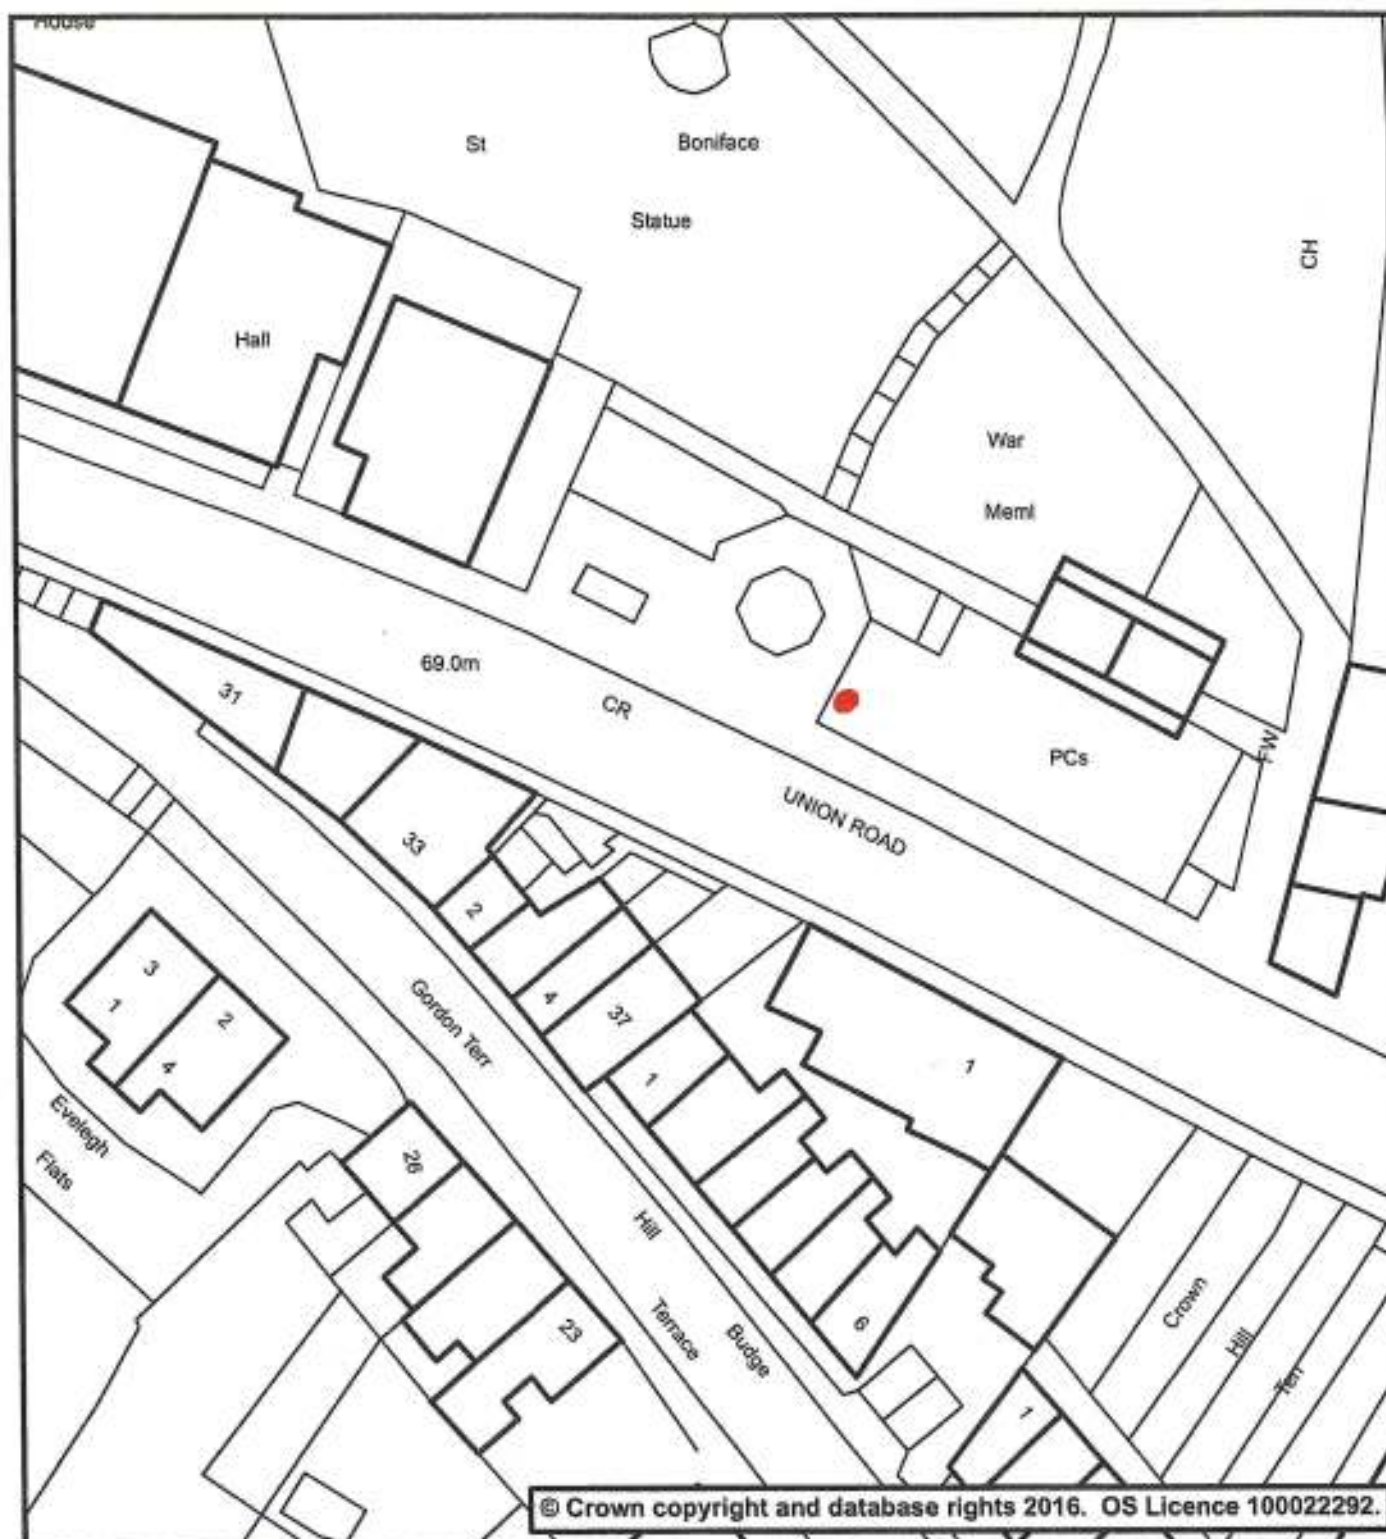 House
St Boniface
Statue
CH
Hall
War
Meml
69.0m
CR
31
PCs
FW
UNION ROAD
33
2
3
1
2
4
4
37
1
1
Gordon Terr
Evelegh
Flats
26
Hill
Terrace
Budge
23
6
Crown
Hill
Terr
1
© Crown copyright and database rights 2016. OS Licence 100022292.